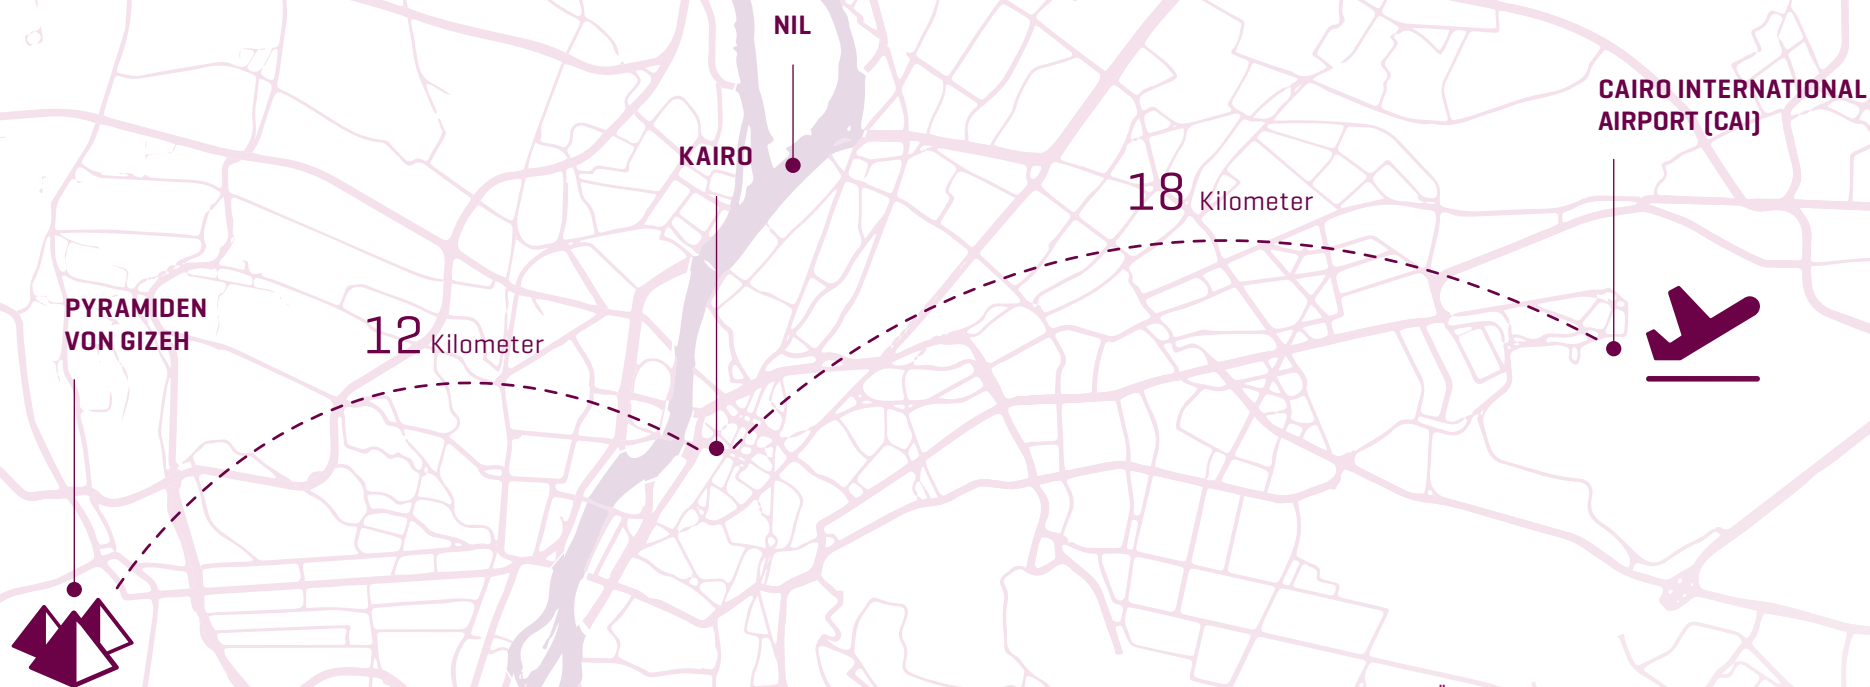 NIL
CAIRO INTERNATIONAL
AIRPORT (CAI)
KAIRO
18 Kilometer
PYRAMIDEN
VON GIZEH
12 Kilometer